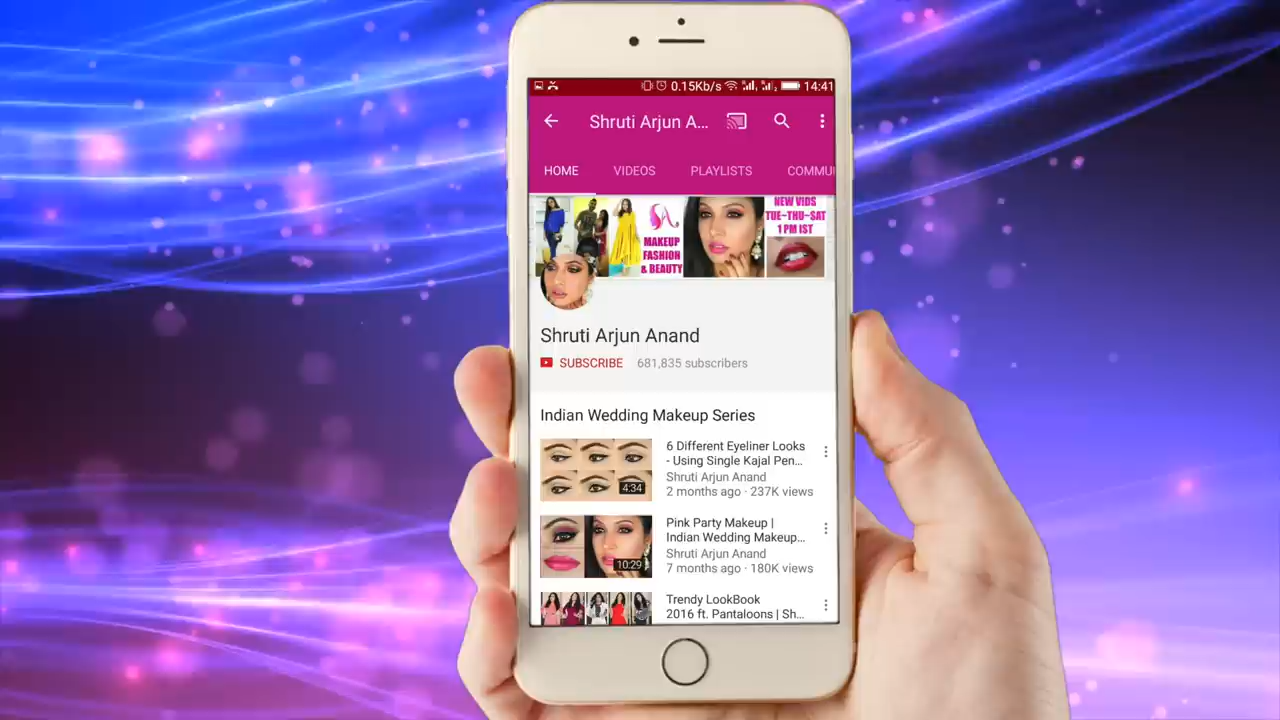 0.15Kb/s 14:41
Shruti Arjun A...
HOME VIDEOS PLAYLISTS COMMU
NEW VIDS
TUE~THU~SAT
1 PM IST
SA
MAKEUP
FASHION
& BEAUTY
Shruti Arjun Anand
SUBSCRIBE 681,835 subscribers
Indian Wedding Makeup Series
6 Different Eyeliner Looks
- Using Single Kajal Pen...
Shruti Arjun Anand
2 months ago · 237K views
4:34
Pink Party Makeup |
Indian Wedding Makeup...
Shruti Arjun Anand
7 months ago · 180K views
10:29
Trendy LookBook
2016 ft. Pantaloons | Sh...